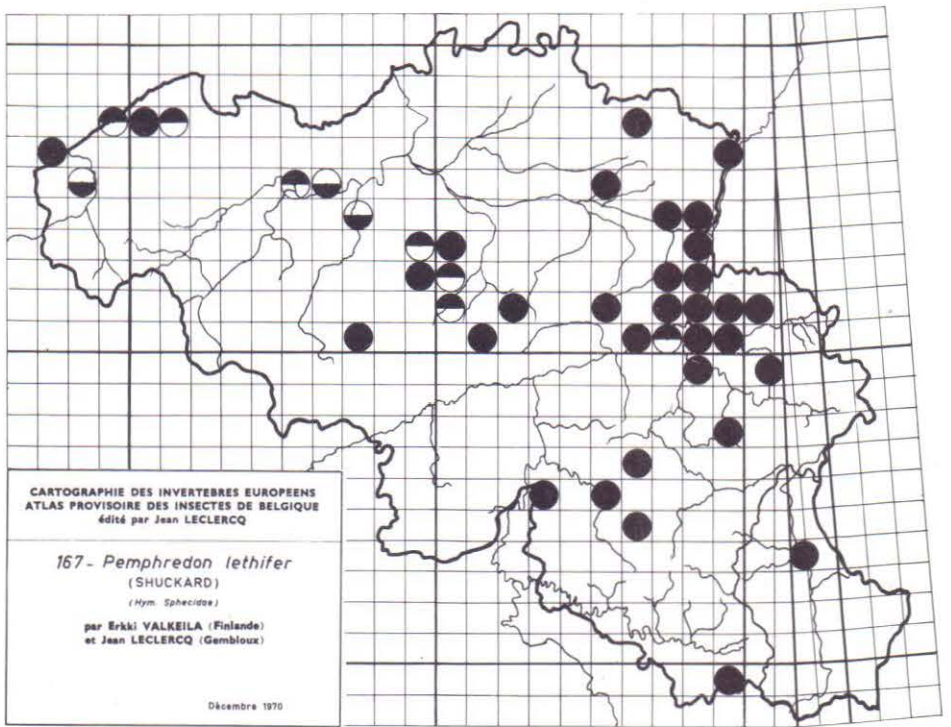 CARTOGRAPHIE DES INVERTEBRES EUROPEENS
ATLAS PROVISOIRE DES INSECTES DE BELGIQUE
édité par Jean LECLERCQ
167 - Pemphredon lethifer
(SHUCKARD)
(Hym. Sphecidae)
par Erkki VALKEILA (Finlande)
et Jean LECLERCQ (Gembloux)
Décembre 1970